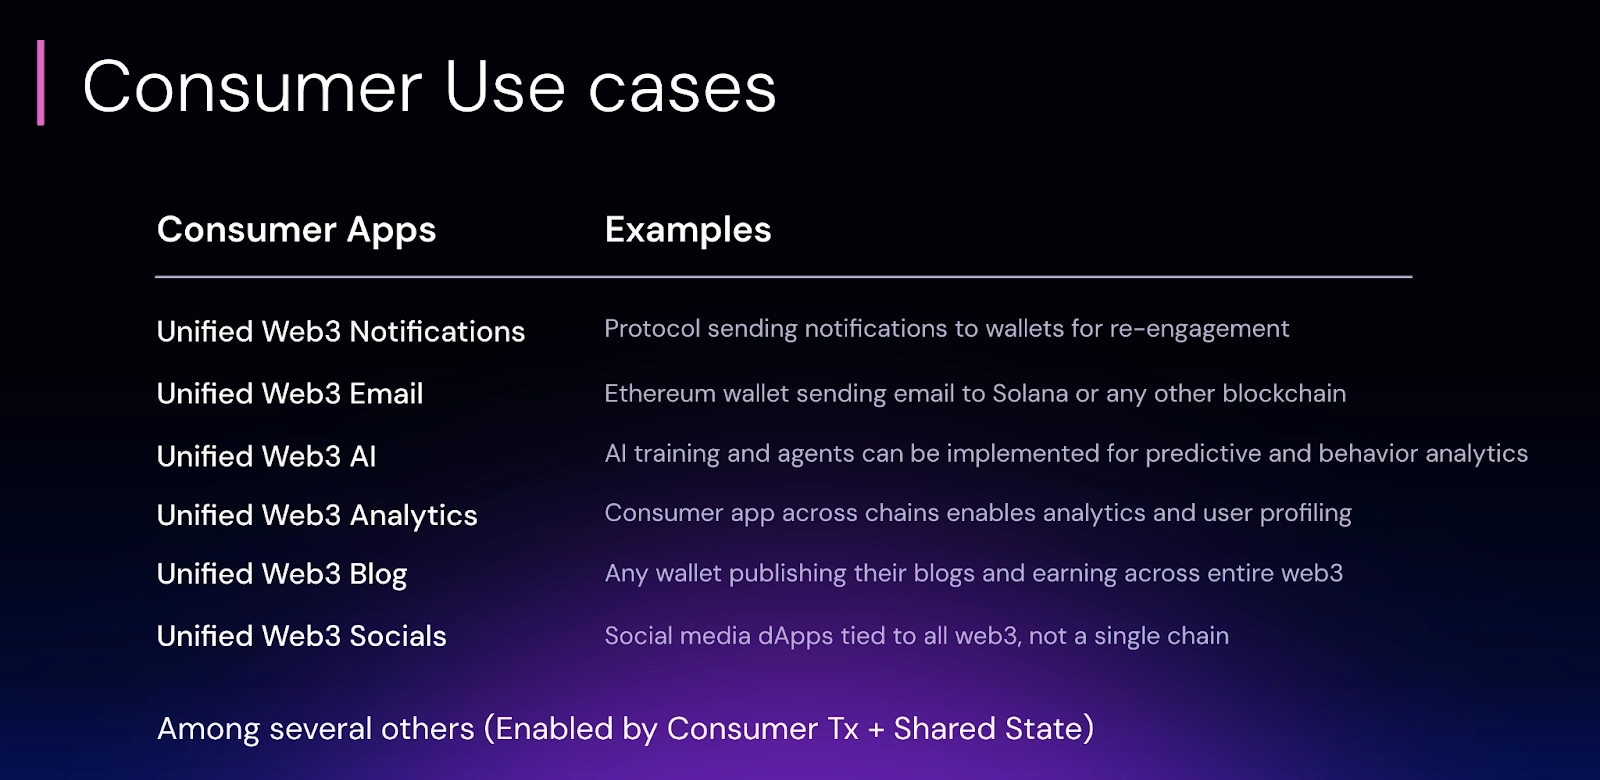 Consumer Use cases
Consumer Apps Examples
Unified Web3 Notifications Protocol sending notifications to wallets for re-engagement
Unified Web3 Email Ethereum wallet sending email to Solana or any other blockchain
Unified Web3 AI AI training and agents can be implemented for predictive and behavior analytics
Unified Web3 Analytics Consumer app across chains enables analytics and user profiling
Unified Web3 Blog Any wallet publishing their blogs and earning across entire web3
Unified Web3 Socials Social media dApps tied to all web3, not a single chain
Among several others (Enabled by Consumer Tx + Shared State)